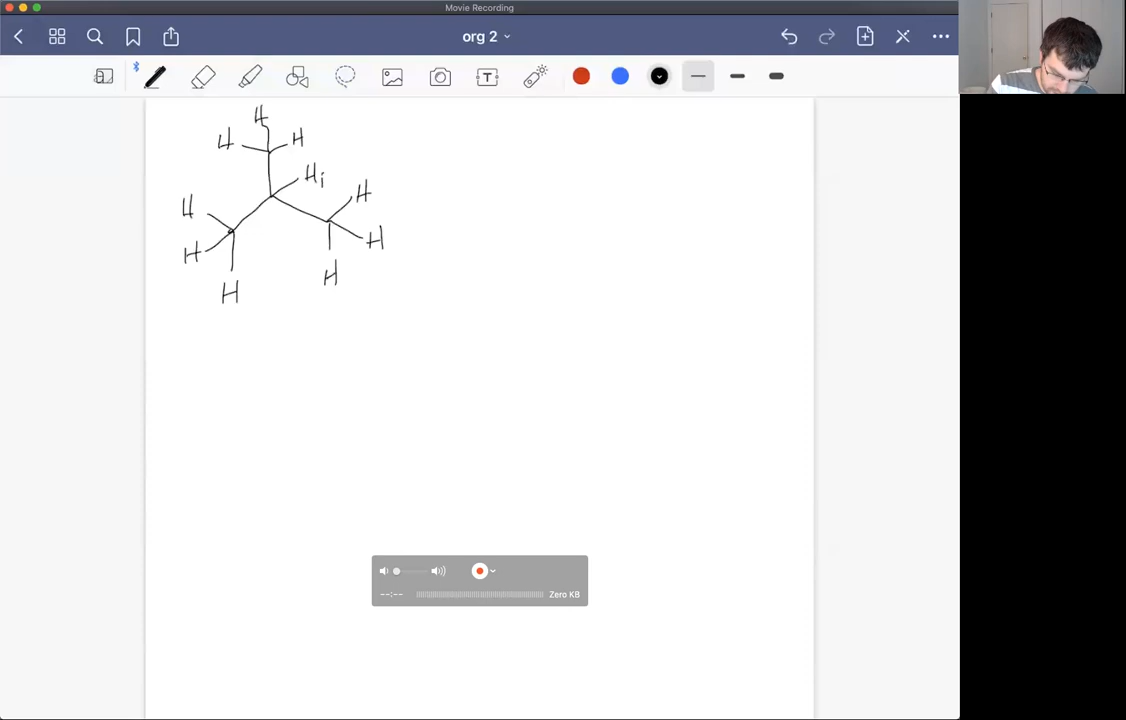 Movie Recording
org 2
H
H H
H i
H H
H H
H H
--:-- Zero KB